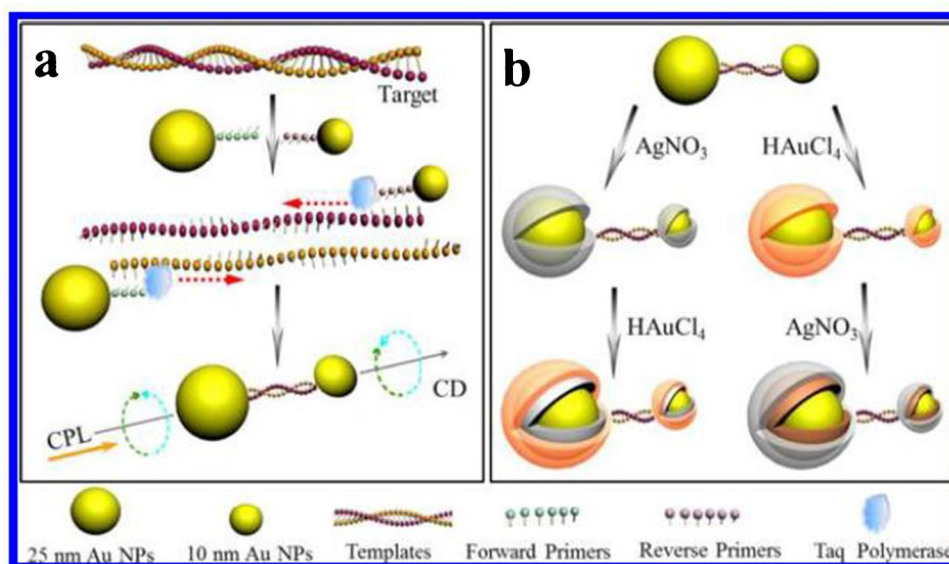 a
Target
CPL
CD
b
AgNO3
HAuCl4
HAuCl4
AgNO3
25 nm Au NPs
10 nm Au NPs
Templates
Forward Primers
Reverse Primers
Taq Polymerase